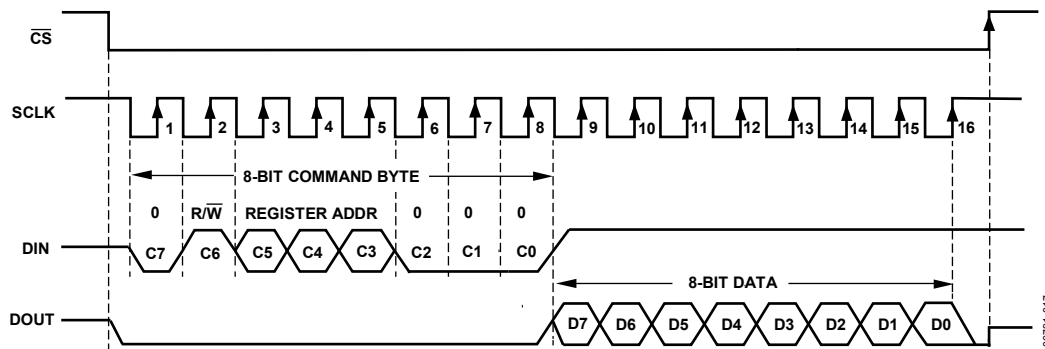 CS
SCLK
1 2 3 4 5 6 7 8 9 10 11 12 13 14 15 16
8-BIT COMMAND BYTE
0 R/W REGISTER ADDR 0 0 0
DIN
C7 C6 C5 C4 C3 C2 C1 C0
8-BIT DATA
DOUT
D7 D6 D5 D4 D3 D2 D1 D0